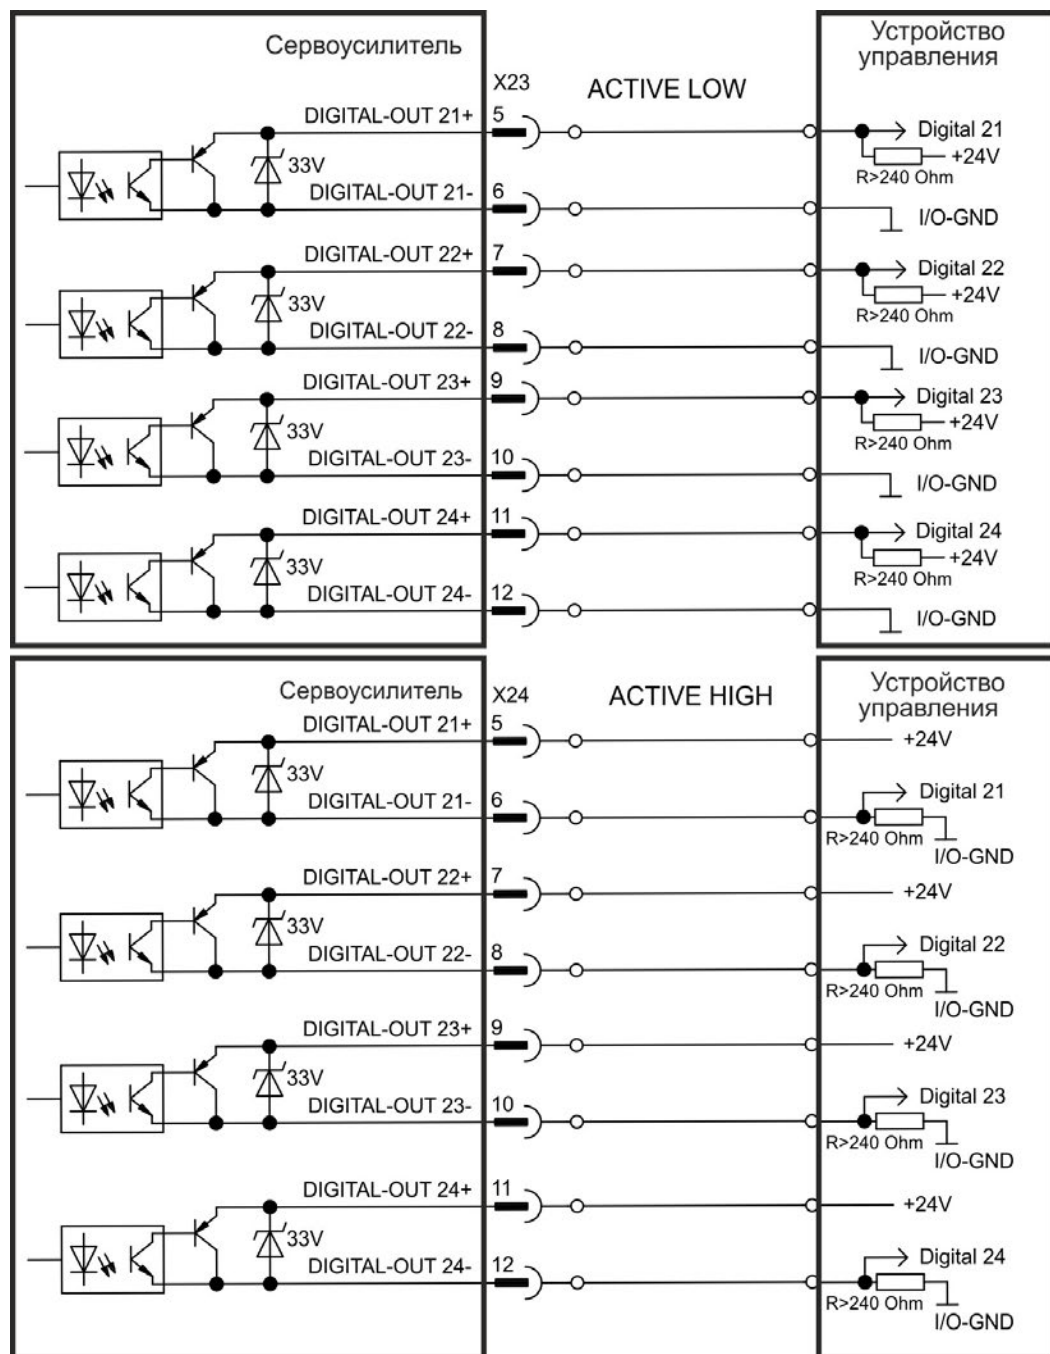 Сервоусилитель
X23
ACTIVE LOW
Устройство
управления
DIGITAL-OUT 21+
5
Digital 21
33V
+24V
R>240 Ohm
DIGITAL-OUT 21-
6
I/O-GND
DIGITAL-OUT 22+
7
Digital 22
33V
+24V
R>240 Ohm
DIGITAL-OUT 22-
8
I/O-GND
DIGITAL-OUT 23+
9
Digital 23
33V
+24V
R>240 Ohm
DIGITAL-OUT 23-
10
I/O-GND
DIGITAL-OUT 24+
11
Digital 24
33V
+24V
R>240 Ohm
DIGITAL-OUT 24-
12
I/O-GND
Сервоусилитель
X24
ACTIVE HIGH
Устройство
управления
DIGITAL-OUT 21+
5
+24V
33V
DIGITAL-OUT 21-
6
Digital 21
R>240 Ohm
I/O-GND
DIGITAL-OUT 22+
7
+24V
33V
DIGITAL-OUT 22-
8
Digital 22
R>240 Ohm
I/O-GND
DIGITAL-OUT 23+
9
+24V
33V
DIGITAL-OUT 23-
10
Digital 23
R>240 Ohm
I/O-GND
DIGITAL-OUT 24+
11
+24V
33V
DIGITAL-OUT 24-
12
Digital 24
R>240 Ohm
I/O-GND